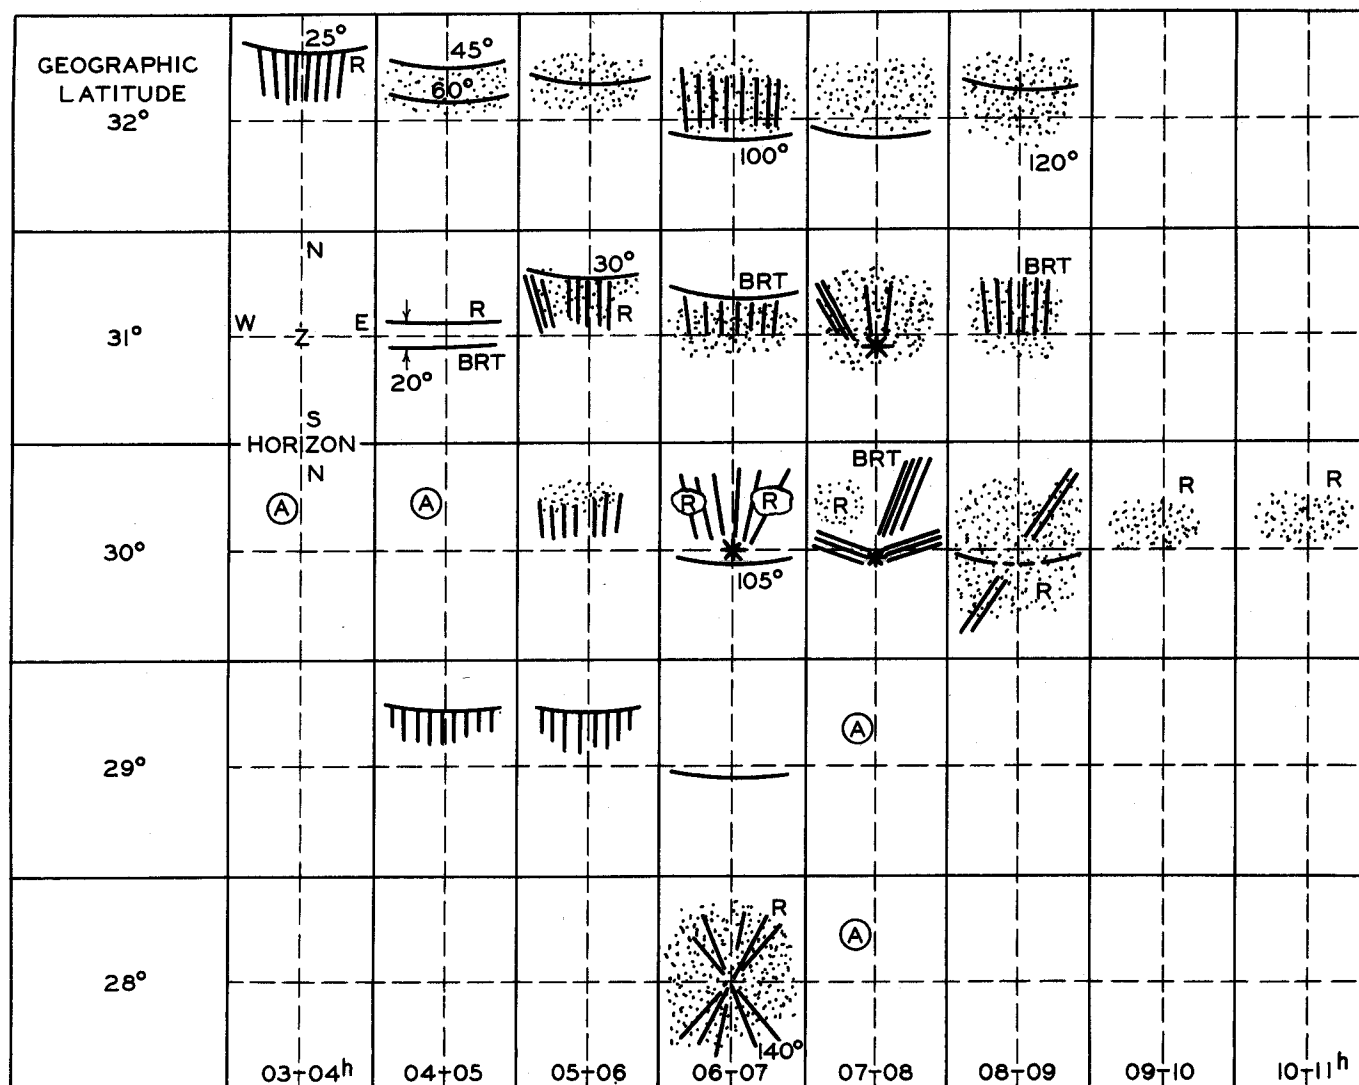 GEOGRAPHIC
LATITUDE
32°
25°
R
45°
60°
100°
120°
31°
N
W Z E
S
HORIZON
N
R
20° BRT
30°
R
BRT
BRT
30°
A
A
R R
105°
BRT
R
R
R
R
29°
A
28°
R
140°
A
03-04h 04-05 05-06 06-07 07-08 08-09 09-10 10-11h